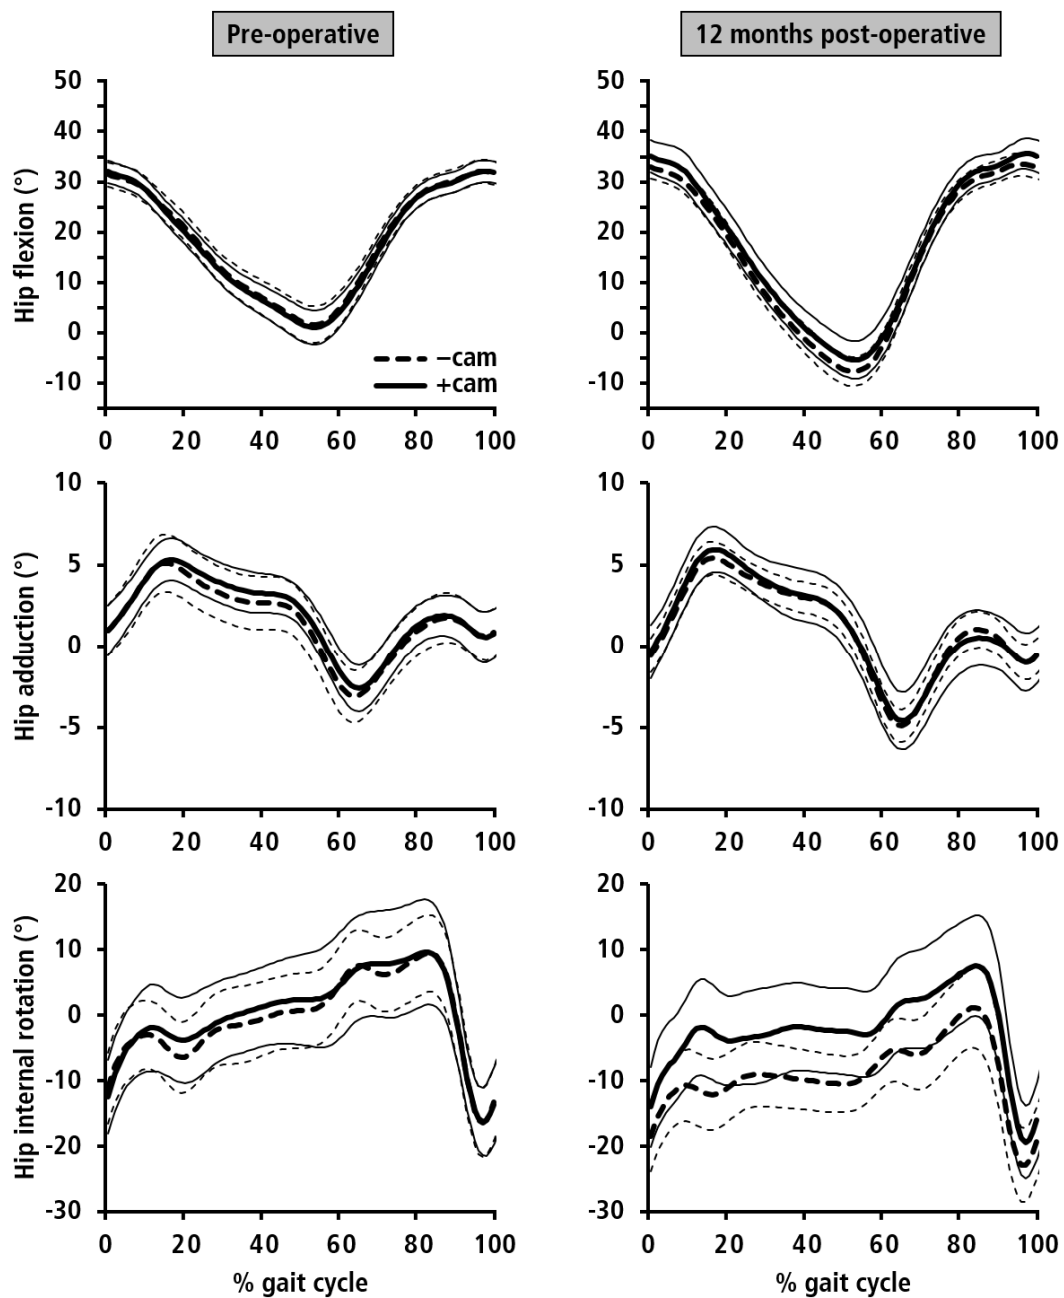 Pre-operative
12 months post-operative
Hip flexion (°)
50
40
30
20
10
0
-10
0 20 40 60 80 100
–cam
+cam
50
40
30
20
10
0
-10
0 20 40 60 80 100
Hip adduction (°)
10
5
0
-5
-10
0 20 40 60 80 100
10
5
0
-5
-10
0 20 40 60 80 100
Hip internal rotation (°)
20
10
0
-10
-20
-30
0 20 40 60 80 100
% gait cycle
20
10
0
-10
-20
-30
0 20 40 60 80 100
% gait cycle